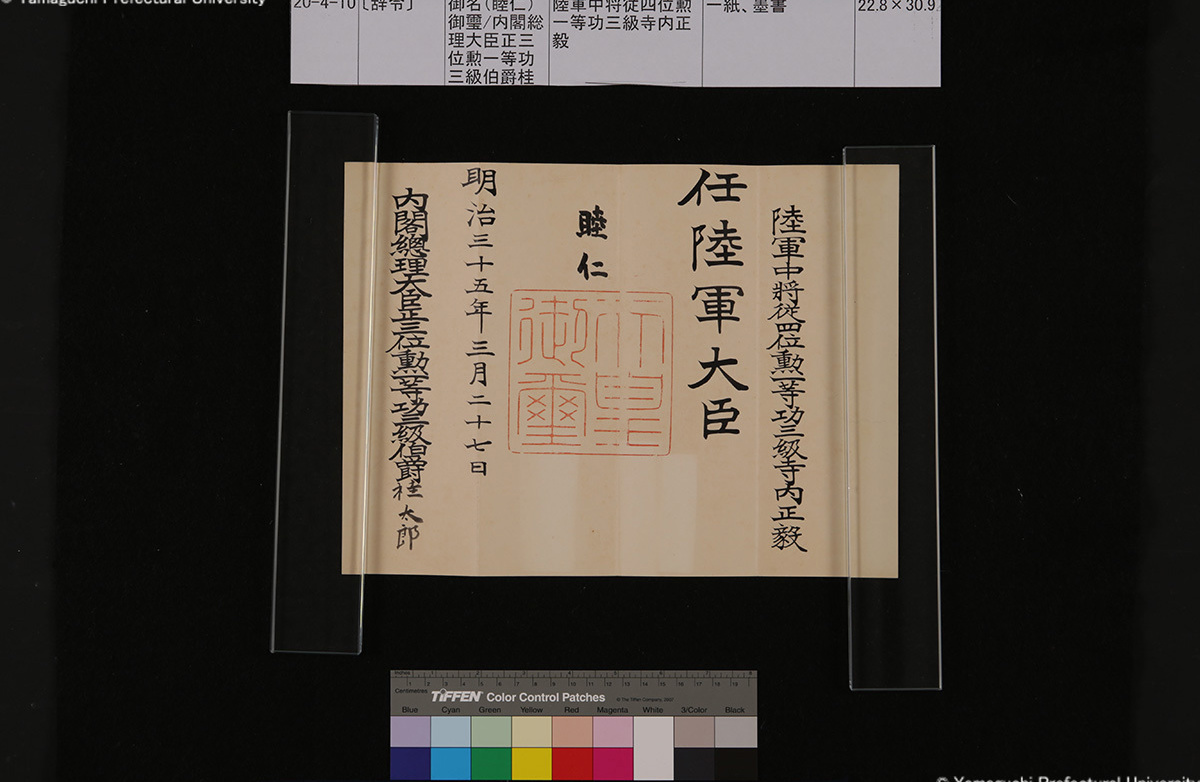 © Yamaguchi Prefectural University
20-4-10
〔辞令〕
御名（睦仁）
御璽/内閣総
理大臣正三
位勲一等功
三級伯爵桂
陸軍中将従四位勲
一等功三級寺内正
毅
一紙、墨書
22.8×30.9
陸軍中將從四位勲一等功三級寺内正毅
任陸軍大臣
睦仁
天皇御璽
明治三十五年三月二十七日
内閣總理大臣正三位勲一等功三級伯爵桂太郎
Inches
Centimetres
TIFFEN Color Control Patches
© The Tiffen Company, 2007
Blue Cyan Green Yellow Red Magenta White 3/Color Black
© Yamaguchi Prefectural University